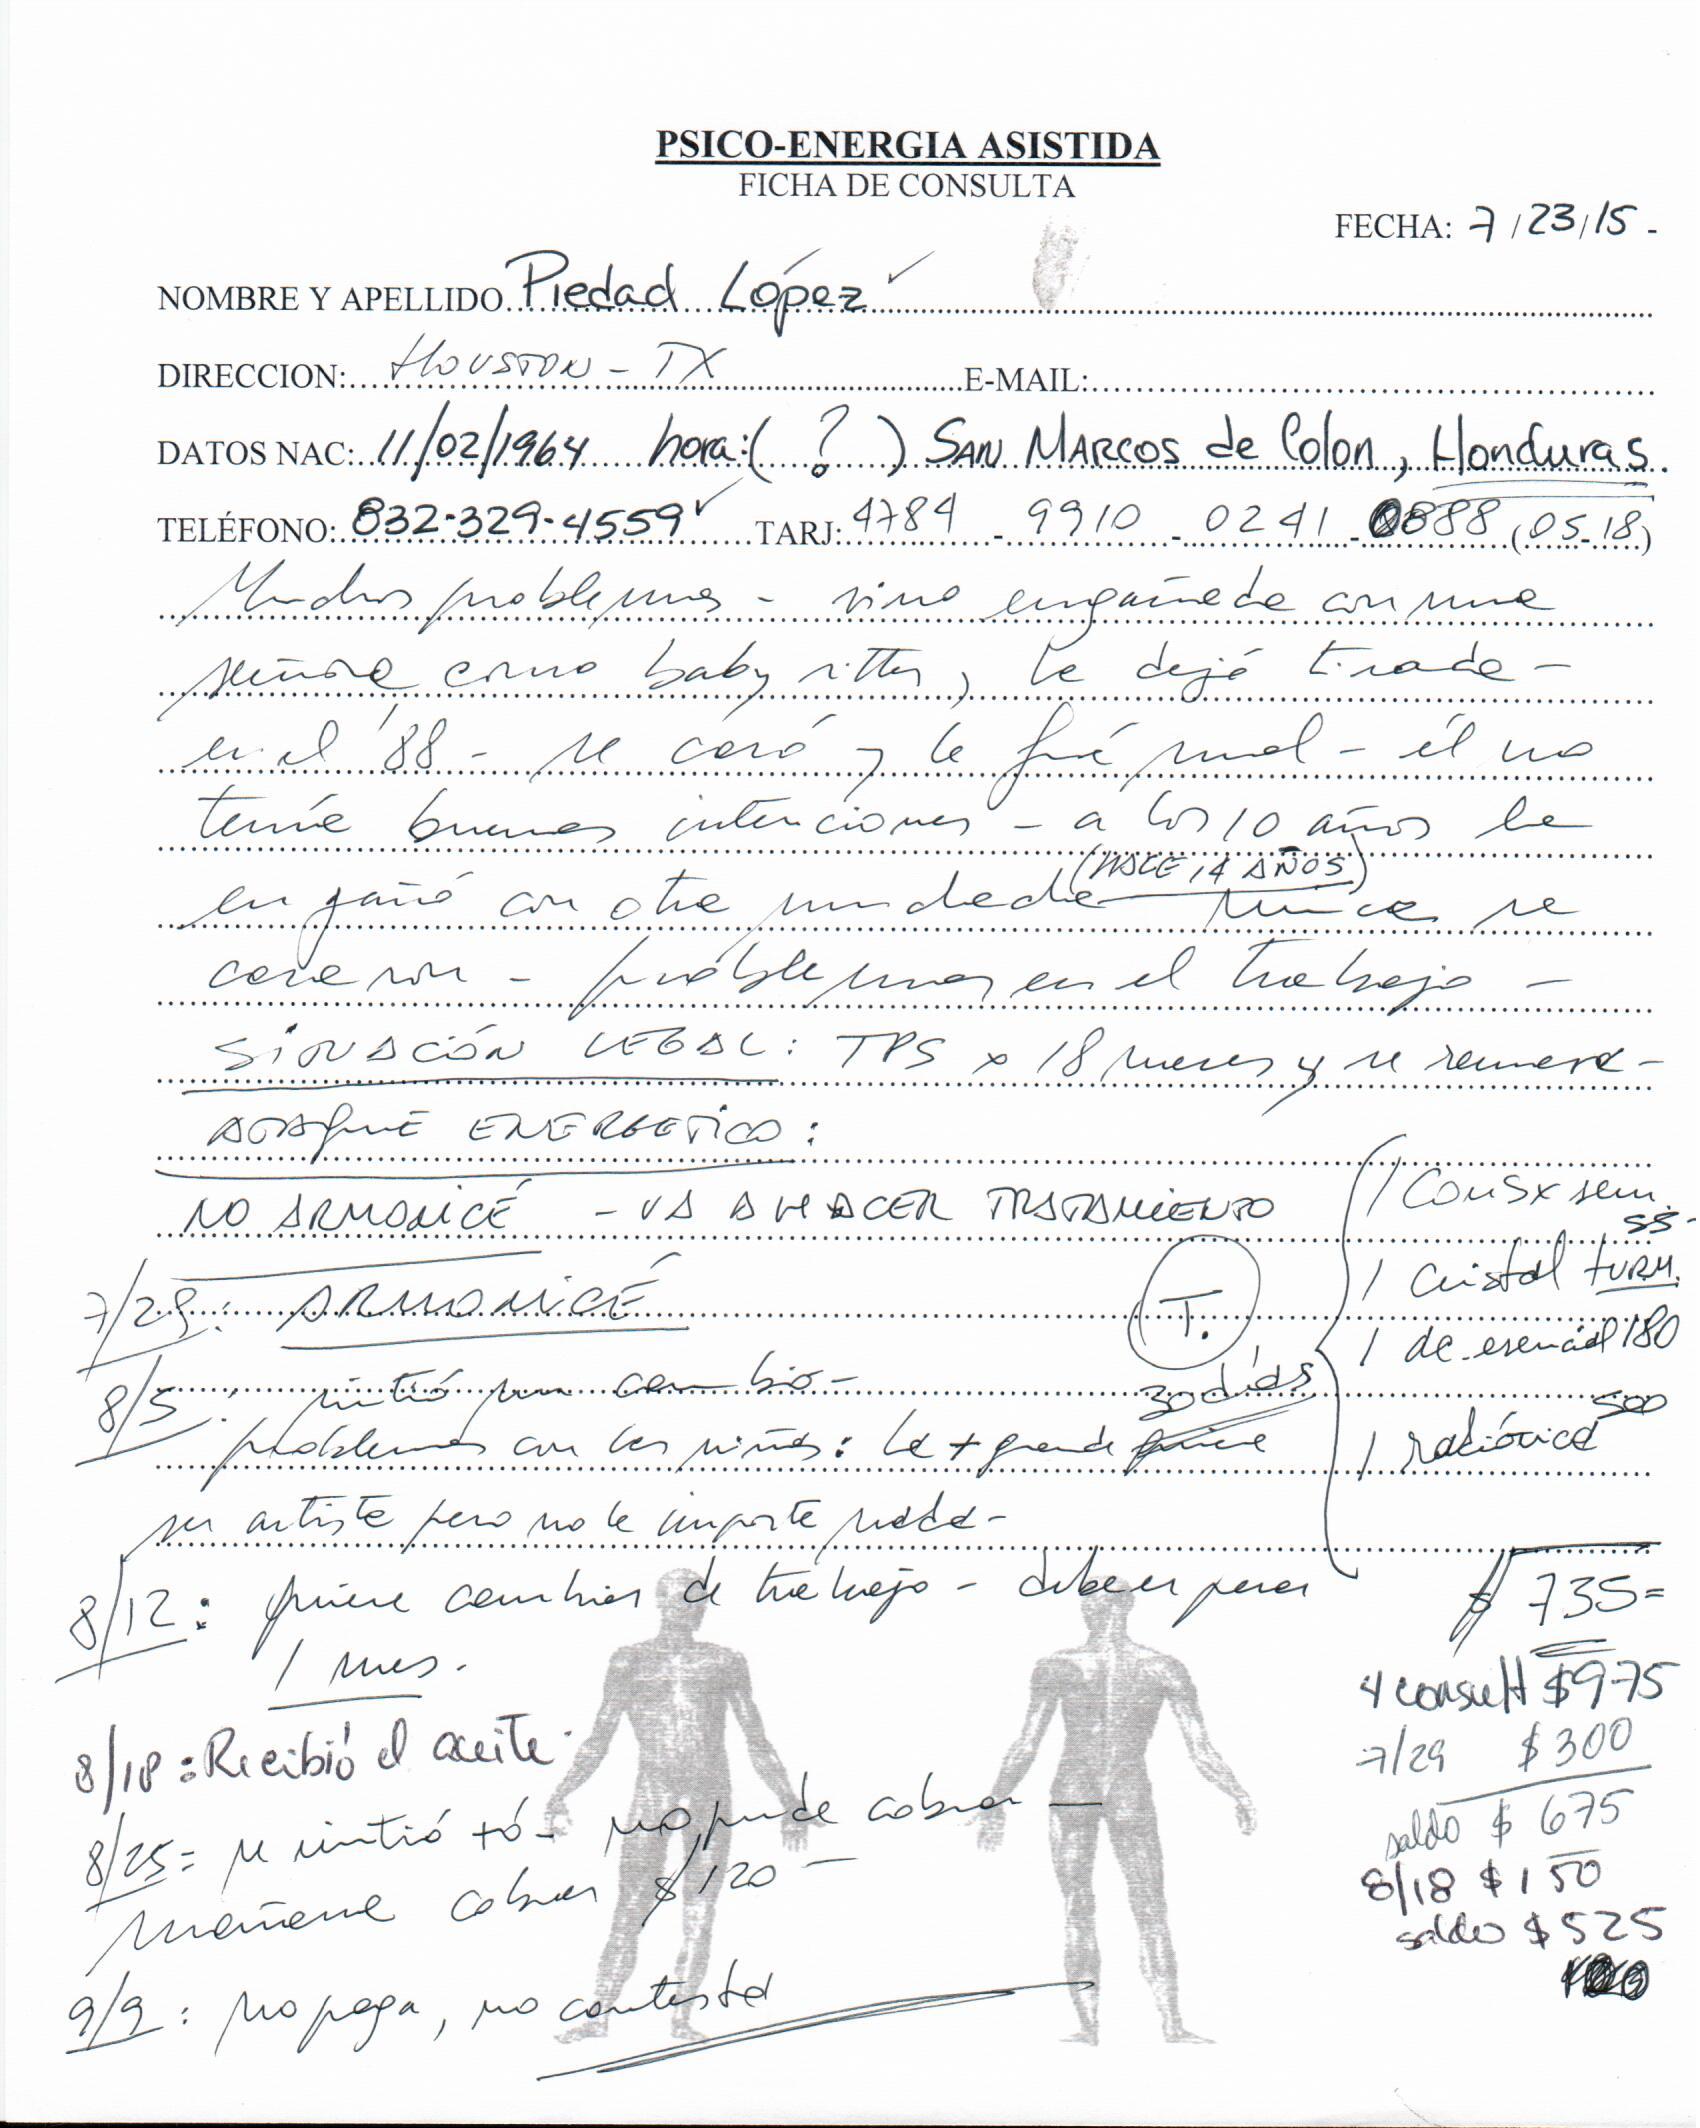 PSICO-ENERGIA ASISTIDA
FICHA DE CONSULTA
FECHA: 7/23/15-
NOMBRE Y APELLIDO Piedad López ✓
DIRECCION: HOUSTON - TX E-MAIL:
DATOS NAC: 11/02/1964 hora: ( ? ) SAN MARCOS de Colon, Honduras.
TELÉFONO: 832-329-4559 ✓ TARJ: 4784 - 9910 - 0241 - 0888 (05-18)
Muchos problemas - vino engañada con una
señora como baby sitter, la dejó tirada -
en el '88 - se casó y le fué mal - él no
tenía buenas intenciones - a los 10 años la
(HACE 14 AÑOS)
engañó con otra muchacha nunca se
casaron - problemas en el trabajo -
SITUACIÓN LEGAL: TPS x 18 meses y se renueva -
ATAQUE ENERGETICO:
NO ARMONICÉ - VA A HACER TRATAMIENTO
1 Cons x sem. 55-
1 Cristal TURM.
1 de esencial 180
1 radiónica 500
$ 735=
T.
30 días
7/29: ARMONICÉ
8/5: sintió un cambio -
problemas con los niños: la + grande quiere
ser artista pero no le importa nada -
8/12: quiere cambiar de trabajo - debe esperar
1 mes.
8/18: Recibió el aceite.
8/25= se sintió + ó - no pude cobrar -
mañana cobrar $120 -
9/9: No paga, no contesta
4 consult $975
7/29 $300
saldo $ 675
8/18 $150
saldo $525